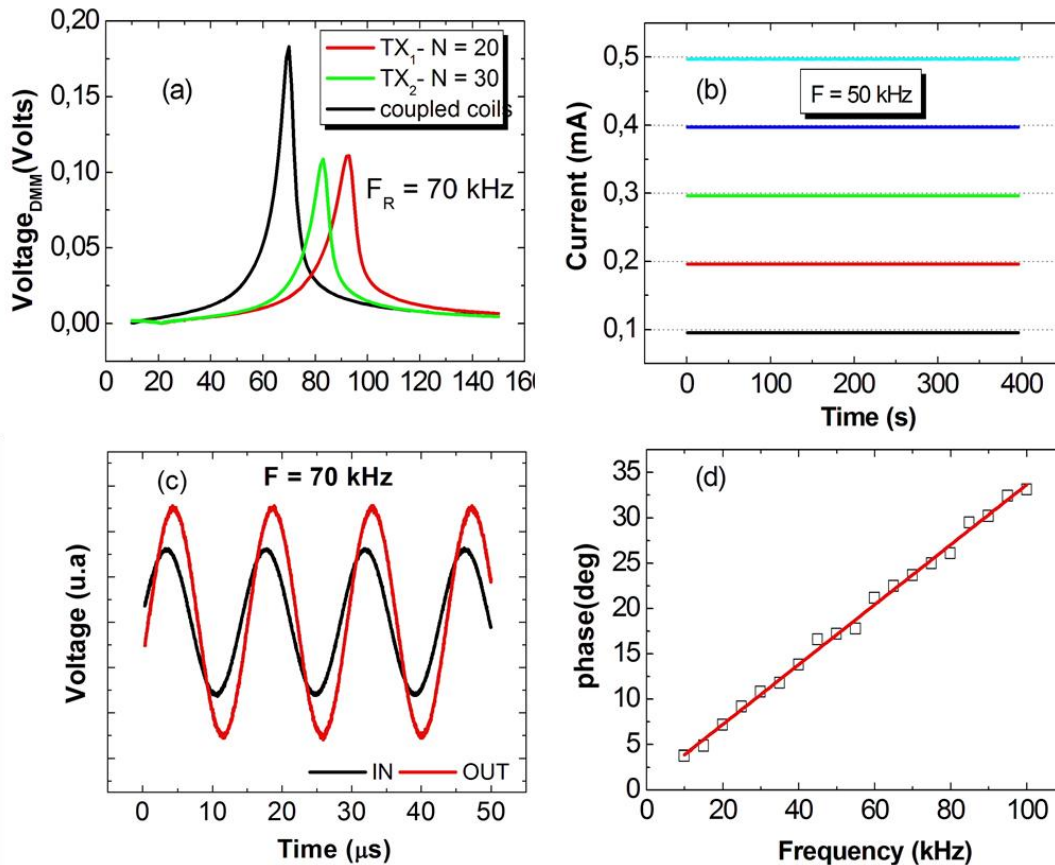 0,20
0,15
0,10
0,05
0,00
Voltage_DMM(Volts)
(a)
TX₁- N = 20
TX₂- N = 30
coupled coils
F_R = 70 kHz
0 20 40 60 80 100 120 140 160
0,5
0,4
0,3
0,2
0,1
Current (mA)
(b)
F = 50 kHz
0 100 200 300 400
Time (s)
Voltage (u.a)
(c)
F = 70 kHz
IN OUT
0 10 20 30 40 50
Time (μs)
35
30
25
20
15
10
5
0
phase(deg)
(d)
0 20 40 60 80 100
Frequency (kHz)